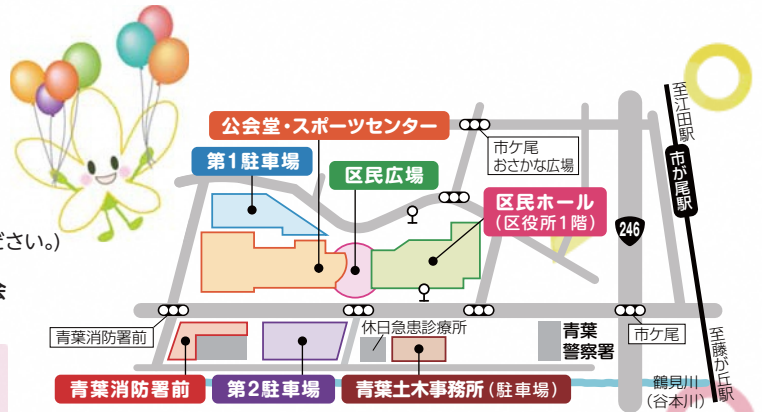 公会堂・スポーツセンター
至江田駅
市ケ尾
おさかな広場
第1駐車場
区民広場
市が尾駅
区民ホール
(区役所1階)
246
ださい。)
会
青葉消防署前
休日急患診療所
青葉
警察署
市ケ尾
至藤が丘駅
青葉消防署前
第2駐車場
青葉土木事務所(駐車場)
鶴見川
(谷本川)